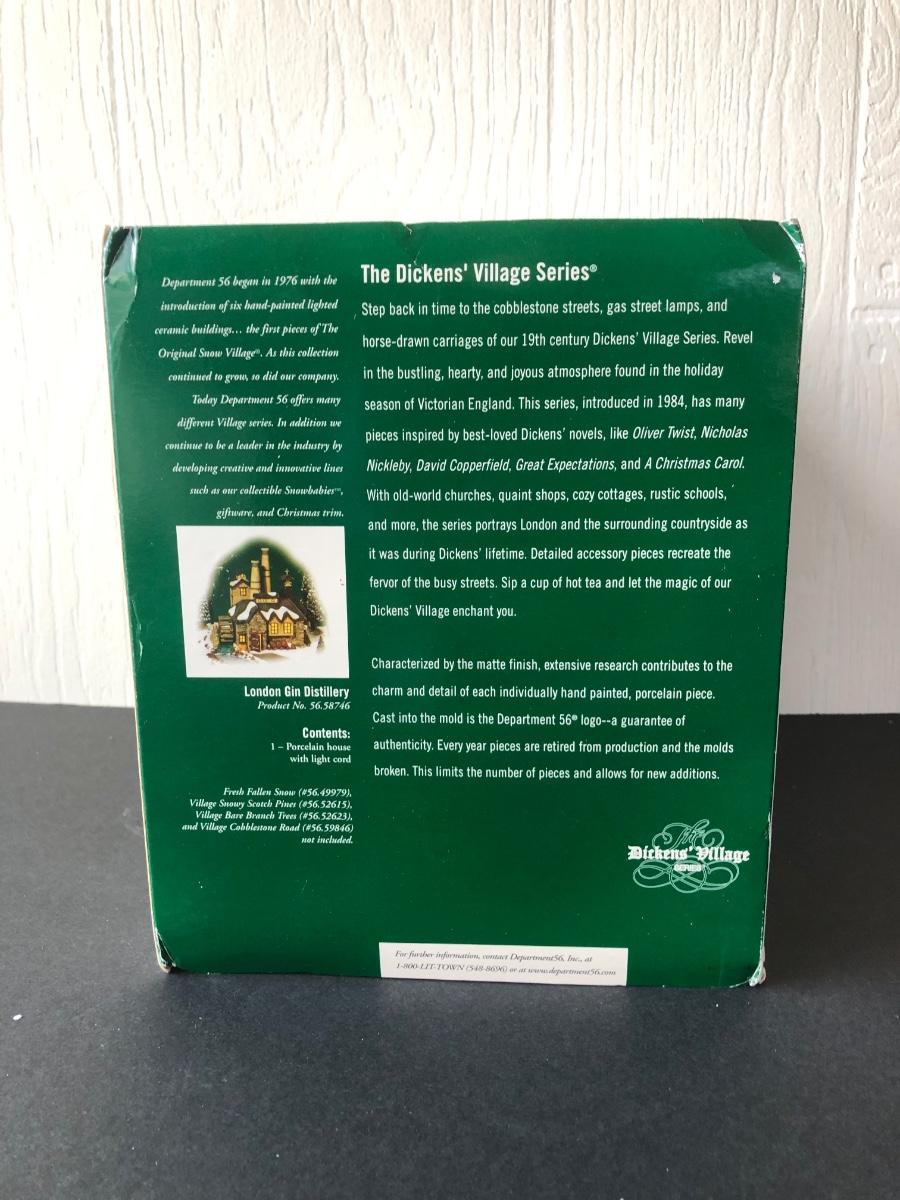 Department 56 began in 1976 with the
introduction of six hand-painted lighted
ceramic buildings... the first pieces of The
Original Snow Village®. As this collection
continued to grow, so did our company.
Today Department 56 offers many
different Village series. In addition we
continue to be a leader in the industry by
developing creative and innovative lines
such as our collectible Snowbabies™,
giftware, and Christmas trim.
London Gin Distillery
Product No. 56.58746
Contents:
1 – Porcelain house
with light cord
Fresh Fallen Snow (#56.49979),
Village Snowy Scotch Pines (#56.52615),
Village Bare Branch Trees (#56.52623),
and Village Cobblestone Road (#56.59846)
not included.
The Dickens' Village Series®
Step back in time to the cobblestone streets, gas street lamps, and
horse-drawn carriages of our 19th century Dickens' Village Series. Revel
in the bustling, hearty, and joyous atmosphere found in the holiday
season of Victorian England. This series, introduced in 1984, has many
pieces inspired by best-loved Dickens' novels, like Oliver Twist, Nicholas
Nickleby, David Copperfield, Great Expectations, and A Christmas Carol.
With old-world churches, quaint shops, cozy cottages, rustic schools,
and more, the series portrays London and the surrounding countryside as
it was during Dickens' lifetime. Detailed accessory pieces recreate the
fervor of the busy streets. Sip a cup of hot tea and let the magic of our
Dickens' Village enchant you.
Characterized by the matte finish, extensive research contributes to the
charm and detail of each individually hand painted, porcelain piece.
Cast into the mold is the Department 56® logo--a guarantee of
authenticity. Every year pieces are retired from production and the molds
broken. This limits the number of pieces and allows for new additions.
The
Dickens' Village
SERIES
For further information, contact Department56, Inc., at
1-800-LIT-TOWN (548-8696) or at www.department56.com